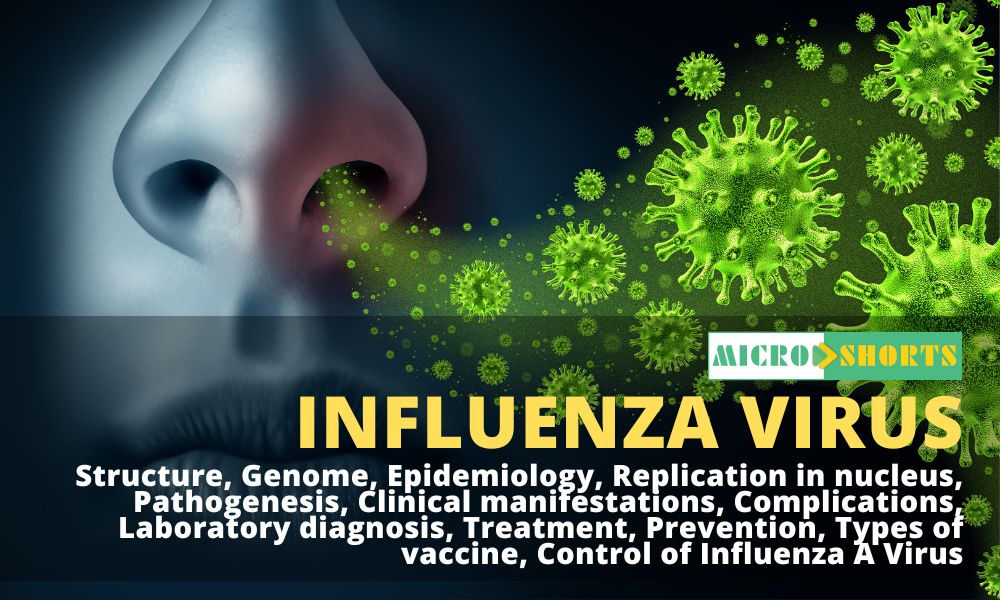 MICRO SHORTS
INFLUENZA VIRUS
Structure, Genome, Epidemiology, Replication in nucleus,
Pathogenesis, Clinical manifestations, Complications,
Laboratory diagnosis, Treatment, Prevention, Types of
vaccine, Control of Influenza A Virus